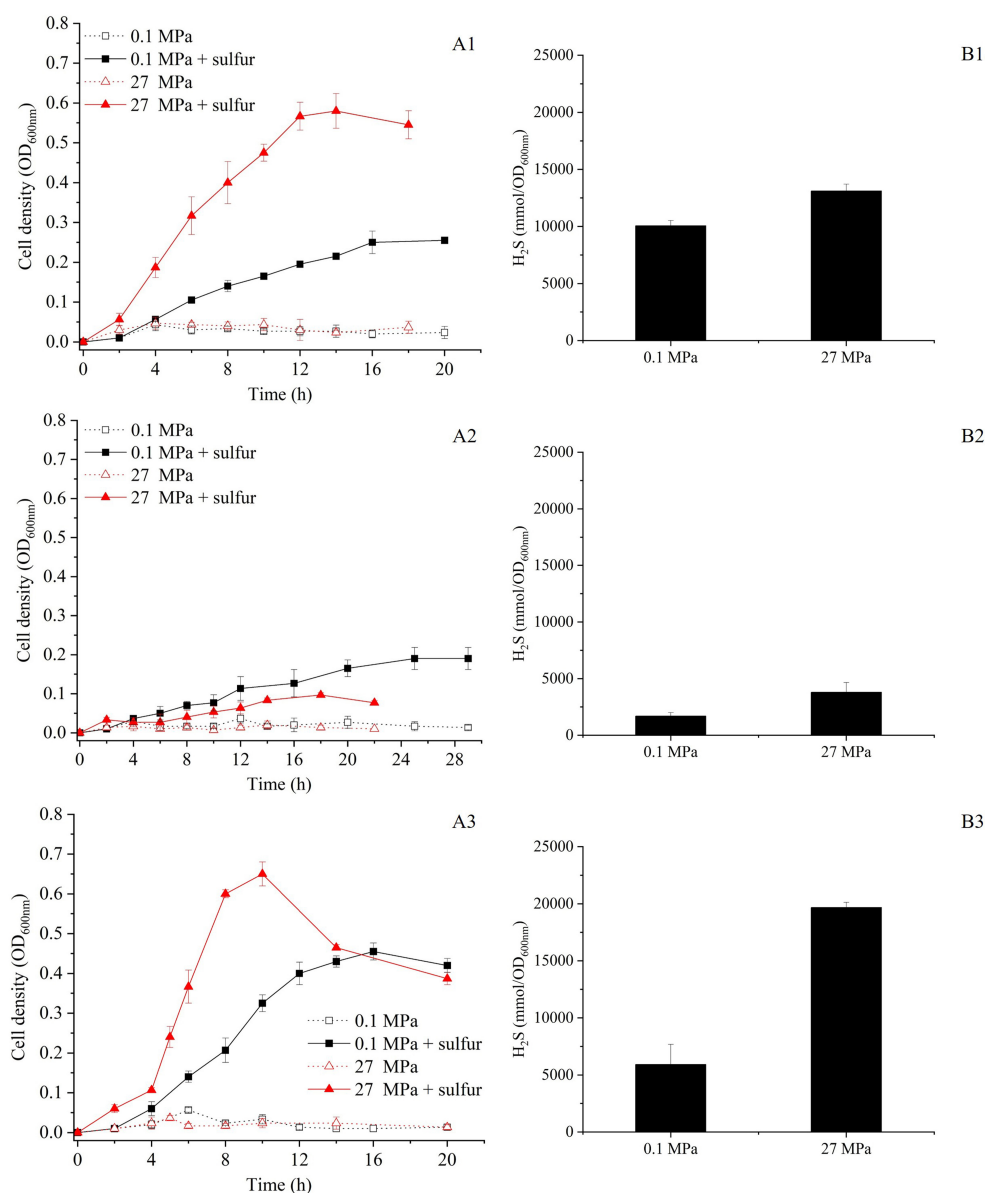 A1
0.1 MPa
0.1 MPa + sulfur
27 MPa
27 MPa + sulfur
Cell density (OD600nm)
0.8
0.7
0.6
0.5
0.4
0.3
0.2
0.1
0.0
0 4 8 12 16 20
Time (h)
B1
H2S (mmol/OD600nm)
25000
20000
15000
10000
5000
0
0.1 MPa 27 MPa
A2
0.1 MPa
0.1 MPa + sulfur
27 MPa
27 MPa + sulfur
Cell density (OD600nm)
0.8
0.7
0.6
0.5
0.4
0.3
0.2
0.1
0.0
0 4 8 12 16 20 24 28
Time (h)
B2
H2S (mmol/OD600nm)
25000
20000
15000
10000
5000
0
0.1 MPa 27 MPa
A3
Cell density (OD600nm)
0.8
0.7
0.6
0.5
0.4
0.3
0.2
0.1
0.0
0.1 MPa
0.1 MPa + sulfur
27 MPa
27 MPa + sulfur
0 4 8 12 16 20
Time (h)
B3
H2S (mmol/OD600nm)
25000
20000
15000
10000
5000
0
0.1 MPa 27 MPa